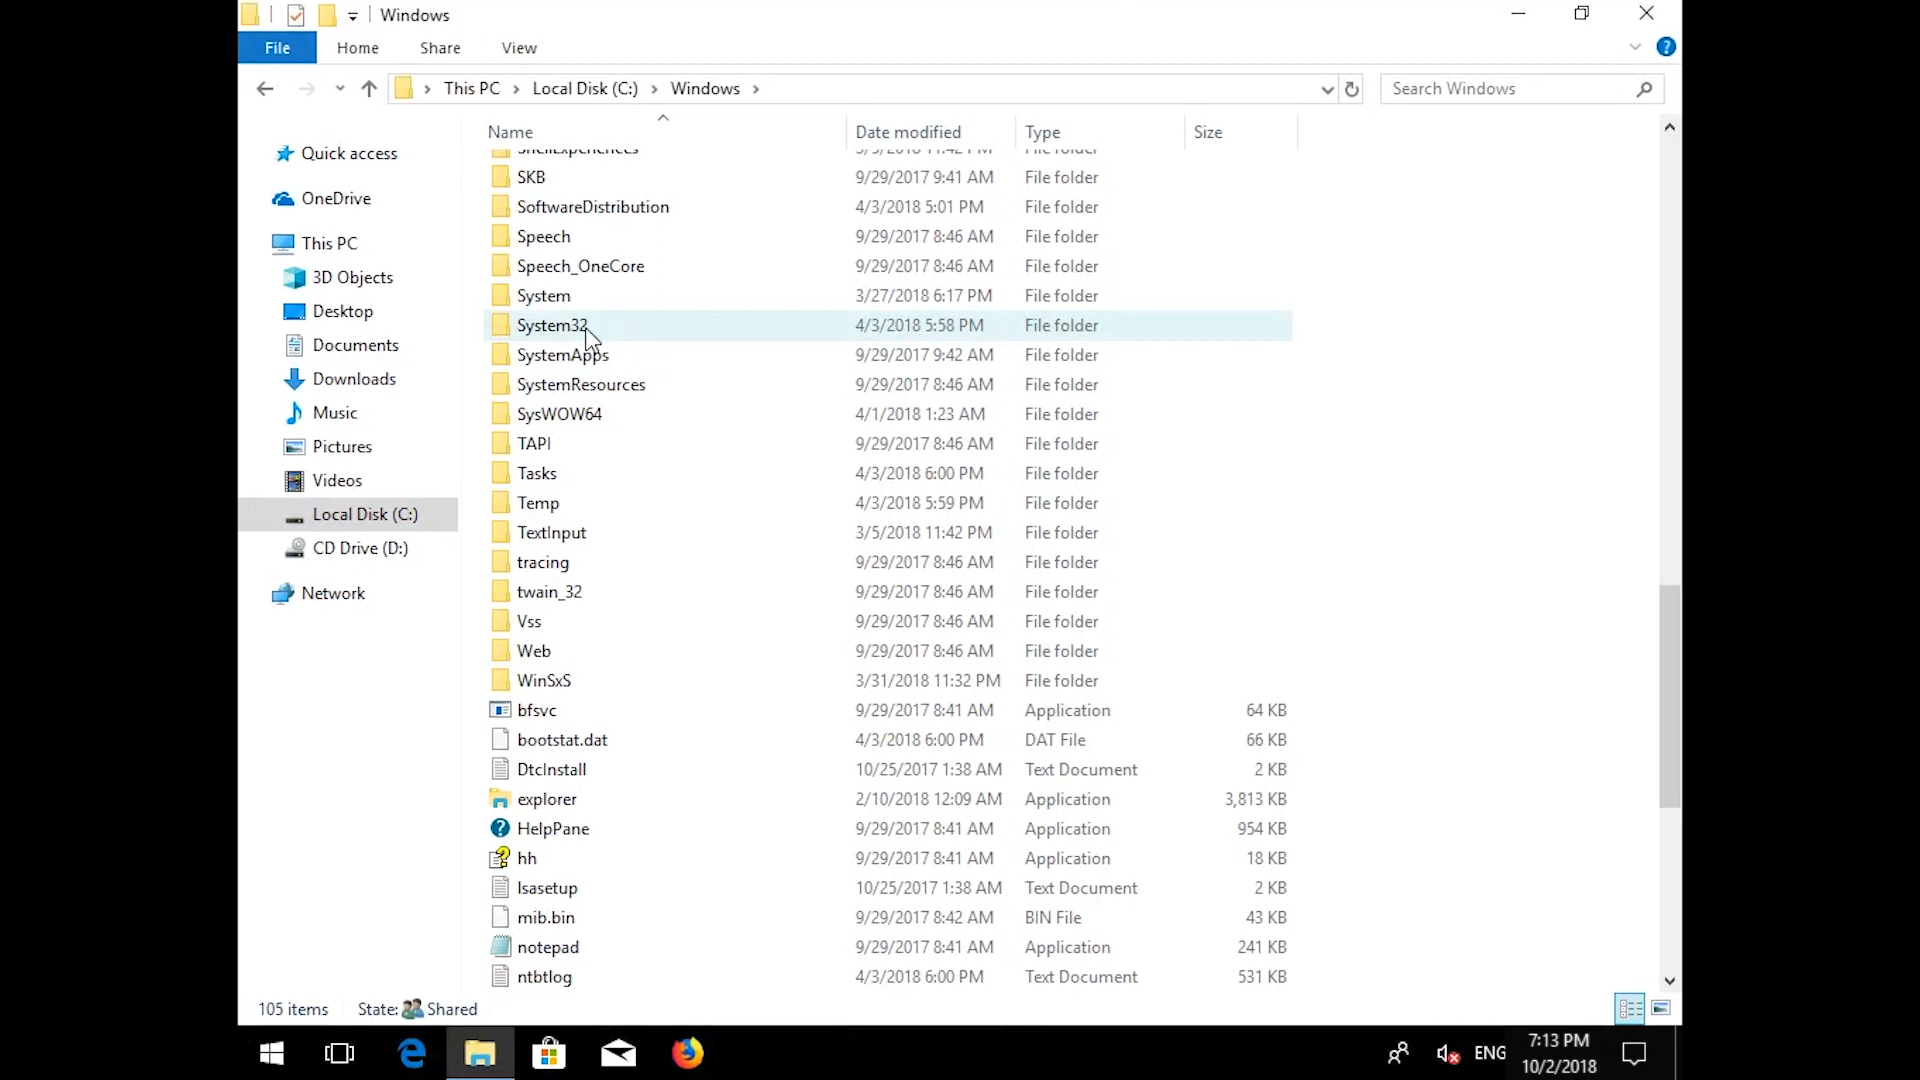 Windows
File Home Share View
This PC Local Disk (C:) Windows
Search Windows
Name Date modified Type Size
Quick access
OneDrive
This PC
3D Objects
Desktop
Documents
Downloads
Music
Pictures
Videos
Local Disk (C:)
CD Drive (D:)
Network
ShellExperiences 3/5/2018 11:42 PM File folder
SKB 9/29/2017 9:41 AM File folder
SoftwareDistribution 4/3/2018 5:01 PM File folder
Speech 9/29/2017 8:46 AM File folder
Speech_OneCore 9/29/2017 8:46 AM File folder
System 3/27/2018 6:17 PM File folder
System32 4/3/2018 5:58 PM File folder
SystemApps 9/29/2017 9:42 AM File folder
SystemResources 9/29/2017 8:46 AM File folder
SysWOW64 4/1/2018 1:23 AM File folder
TAPI 9/29/2017 8:46 AM File folder
Tasks 4/3/2018 6:00 PM File folder
Temp 4/3/2018 5:59 PM File folder
TextInput 3/5/2018 11:42 PM File folder
tracing 9/29/2017 8:46 AM File folder
twain_32 9/29/2017 8:46 AM File folder
Vss 9/29/2017 8:46 AM File folder
Web 9/29/2017 8:46 AM File folder
WinSxS 3/31/2018 11:32 PM File folder
bfsvc 9/29/2017 8:41 AM Application 64 KB
bootstat.dat 4/3/2018 6:00 PM DAT File 66 KB
DtcInstall 10/25/2017 1:38 AM Text Document 2 KB
explorer 2/10/2018 12:09 AM Application 3,813 KB
HelpPane 9/29/2017 8:41 AM Application 954 KB
hh 9/29/2017 8:41 AM Application 18 KB
lsasetup 10/25/2017 1:38 AM Text Document 2 KB
mib.bin 9/29/2017 8:42 AM BIN File 43 KB
notepad 9/29/2017 8:41 AM Application 241 KB
ntbtlog 4/3/2018 6:00 PM Text Document 531 KB
105 items State: Shared
ENG
7:13 PM
10/2/2018